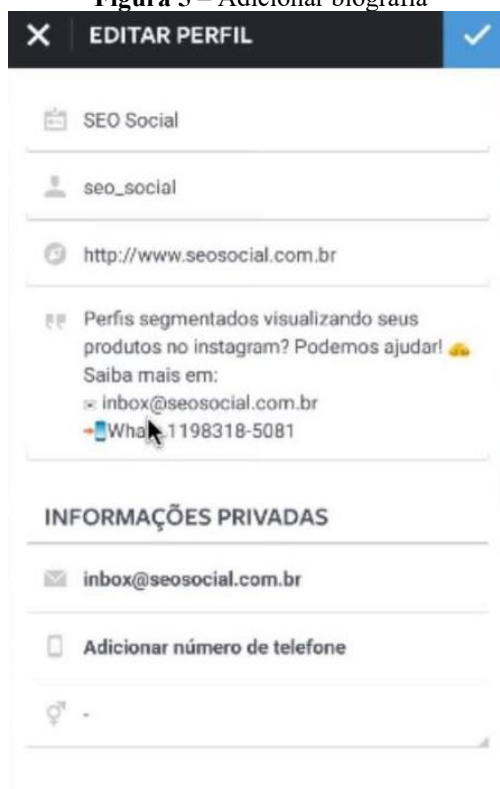 Figura 5 – Adicionar biografia
EDITAR PERFIL
SEO Social
seo_social
http://www.seosocial.com.br
Perfis segmentados visualizando seus
produtos no instagram? Podemos ajudar!
Saiba mais em:
inbox@seosocial.com.br
1198318-5081
INFORMAÇÕES PRIVADAS
inbox@seosocial.com.br
Adicionar número de telefone
-